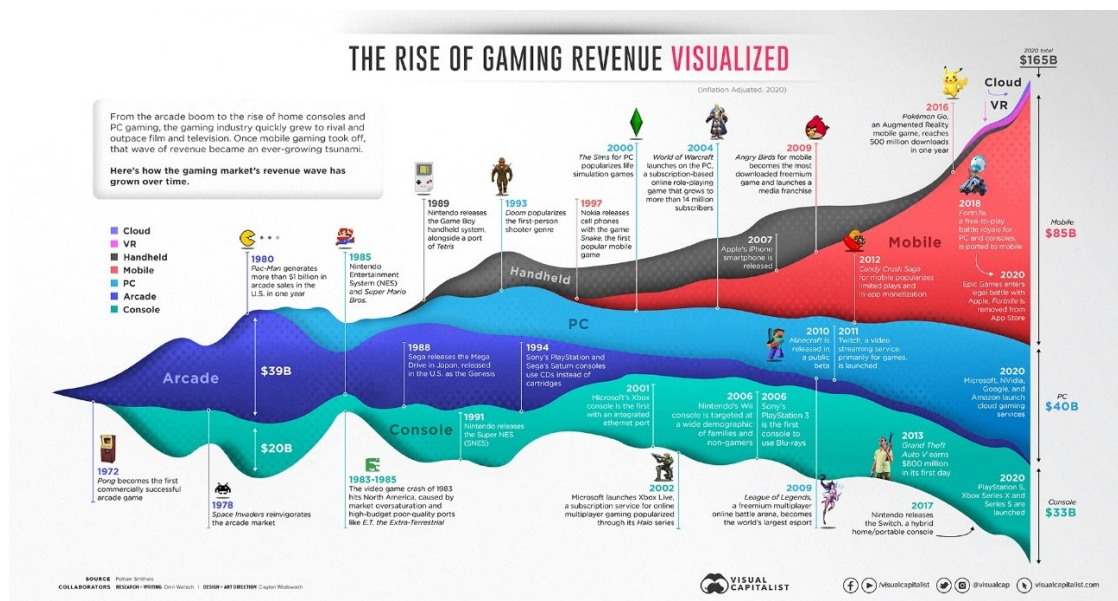 THE RISE OF GAMING REVENUE VISUALIZED
(Inflation Adjusted, 2020)
2020 total
$165B
From the arcade boom to the rise of home consoles and
PC gaming, the gaming industry quickly grew to rival and
outpace film and television. Once mobile gaming took off,
that wave of revenue became an ever-growing tsunami.
Here's how the gaming market's revenue wave has
grown over time.
Cloud
VR
Handheld
Mobile
PC
Arcade
Console
1980
Pac-Man generates
more than $1 billion in
arcade sales in the
U.S. in one year
1985
Nintendo
Entertainment
System (NES)
and Super Mario
Bros.
1989
Nintendo releases
the Game Boy
handheld system,
alongside a port
of Tetris
1993
Doom popularizes
the first-person
shooter genre
1997
Nokia releases
cell phones with
the game
Snake, the first
popular mobile
game
2000
The Sims for PC
popularizes life
simulation games
2004
World of Warcraft
launches on the PC,
a subscription-based
online role-playing
game that grows to
more than 14 million
subscribers
2009
Angry Birds for mobile
becomes the most
downloaded freemium
game and launches a
media franchise
2016
Pokémon Go,
an Augmented Reality
mobile game, reaches
500 million downloads
in one year
Cloud
VR
2007
Apple's iPhone
smartphone is
released
2012
Candy Crush Saga
for mobile popularizes
limited plays and
in-app monetization
Mobile
2018
Fortnite,
a free-to-play
battle royale for
PC and consoles,
is ported to mobile
2020
Epic Games enters
legal battle with
Apple, Fortnite is
removed from
App Store
Mobile
$85B
Handheld
PC
Arcade
$39B
$20B
Console
1988
Sega releases the Mega
Drive in Japan, released
in the U.S. as the Genesis
1994
Sony's PlayStation and
Sega's Saturn consoles
use CDs instead of
cartridges
1991
Nintendo releases
the Super NES
(SNES)
2001
Microsoft's Xbox
console is the first
with an integrated
ethernet port
2006
Nintendo's Wii
console is targeted at
a wide demographic
of families and
non-gamers
2006
Sony's
PlayStation 3
is the first
console to
use Blu-rays
2010
Minecraft is
released in
a public
beta
2011
Twitch, a video
streaming service
primarily for games,
is launched
2020
Microsoft, NVidia,
Google, and
Amazon launch
cloud gaming
services
PC
$40B
2013
Grand Theft
Auto V earns
$800 million
in its first day
2020
PlayStation 5,
Xbox Series X and
Series S are
launched
Console
$33B
1972
Pong becomes the first
commercially successful
arcade game
1978
Space Invaders reinvigorates
the arcade market
1983-1985
The video game crash of 1983
hits North America, caused by
market oversaturation and
high-budget poor-quality ports
like E.T. the Extra-Terrestrial
2002
Microsoft launches Xbox Live,
a subscription service for online
multiplayer gaming popularized
through its Halo series
2009
League of Legends,
a freemium multiplayer
online battle arena, becomes
the world's largest esport
2017
Nintendo releases
the Switch, a hybrid
home/portable console
SOURCE Pelham Smithers
COLLABORATORS RESEARCH + WRITING Omri Wallach | DESIGN + ART DIRECTION Clayton Wadsworth
VISUAL
CAPITALIST
/visualcapitalist
@visualcap
visualcapitalist.com